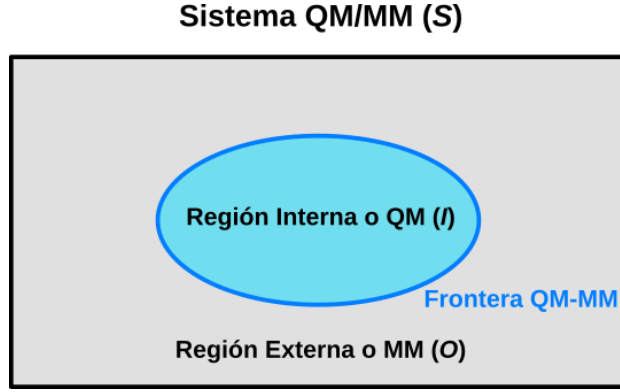 Sistema QM/MM (S)
Región Interna o QM (I)
Frontera QM-MM
Región Externa o MM (O)